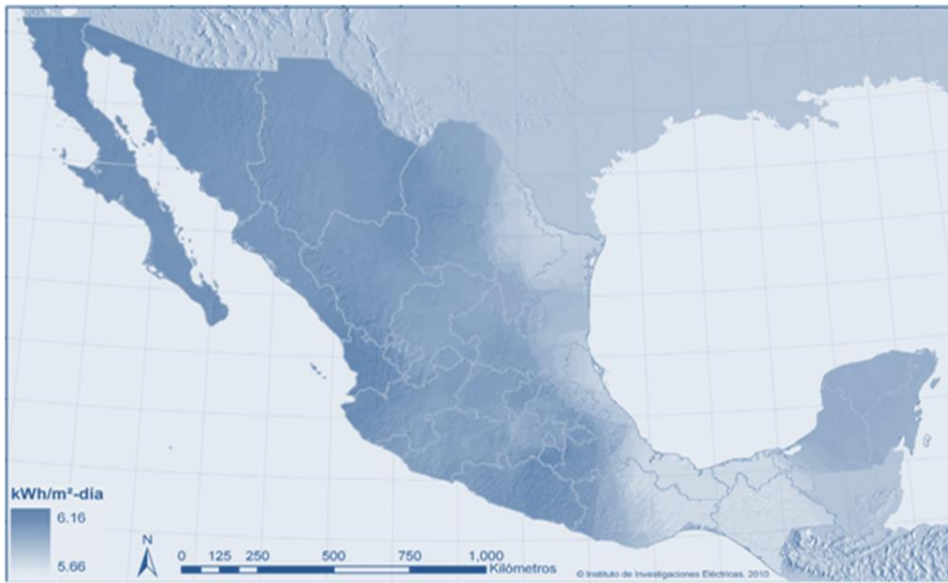 kWh/m²-día
6.16
5.66
N
0 125 250 500 750 1,000
Kilómetros
© Instituto de Investigaciones Eléctricas, 2010